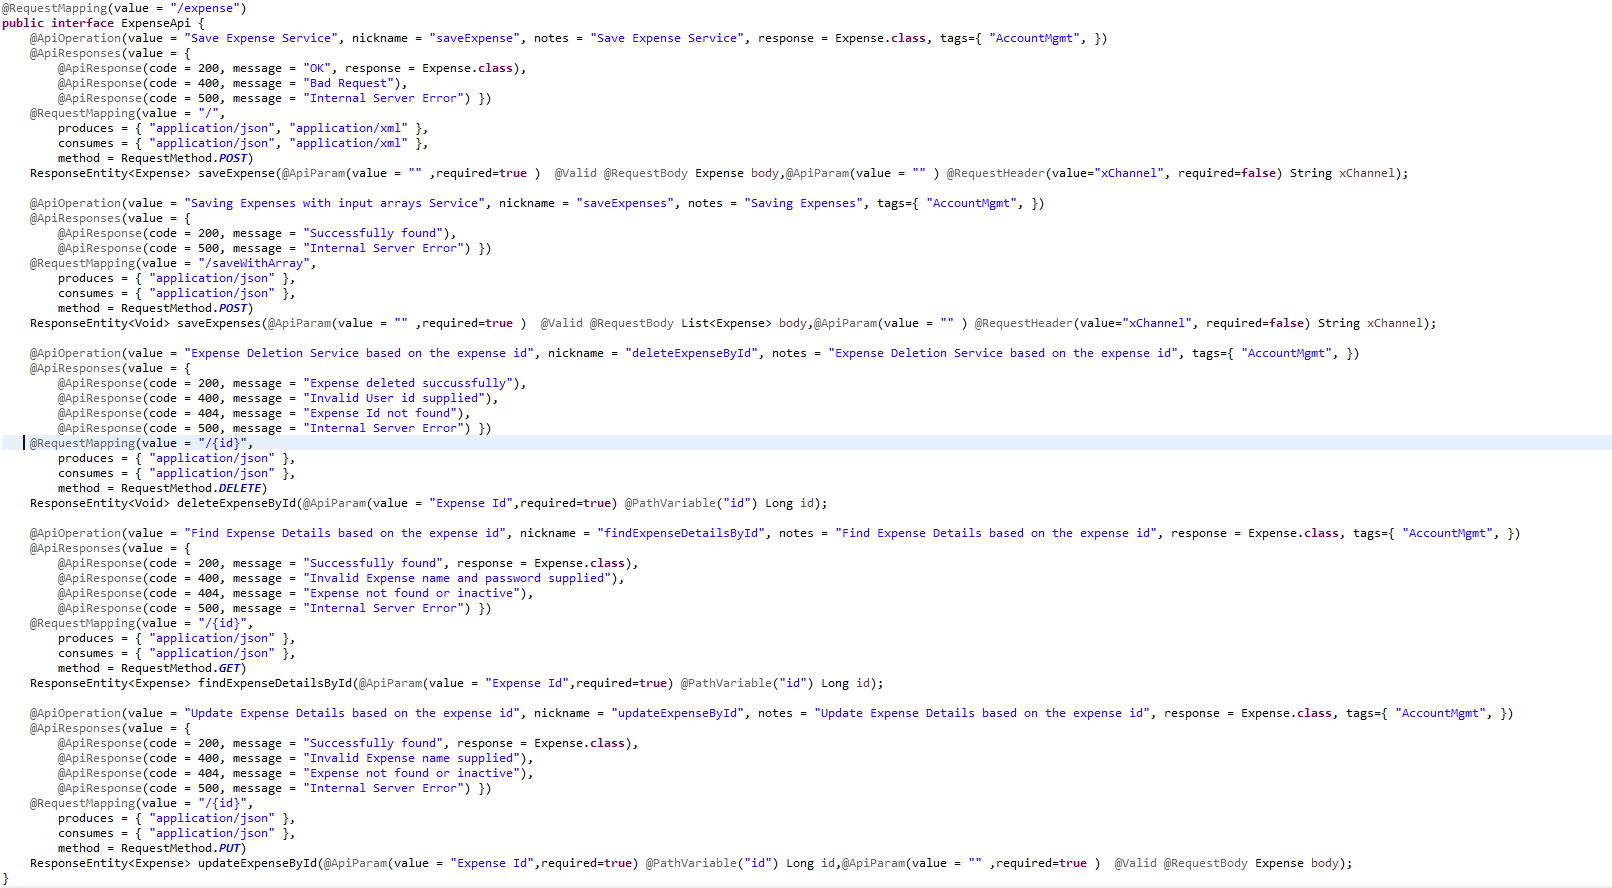 @RequestMapping(value = "/expense")
public interface ExpenseApi {
@ApiOperation(value = "Save Expense Service", nickname = "saveExpense", notes = "Save Expense Service", response = Expense.class, tags={ "AccountMgmt", })
@ApiResponses(value = {
@ApiResponse(code = 200, message = "OK", response = Expense.class),
@ApiResponse(code = 400, message = "Bad Request"),
@ApiResponse(code = 500, message = "Internal Server Error") })
@RequestMapping(value = "/",
produces = { "application/json", "application/xml" },
consumes = { "application/json", "application/xml" },
method = RequestMethod.POST)
ResponseEntity<Expense> saveExpense(@ApiParam(value = "" ,required=true )  @Valid @RequestBody Expense body,@ApiParam(value = "" ) @RequestHeader(value="xChannel", required=false) String xChannel);
@ApiOperation(value = "Saving Expenses with input arrays Service", nickname = "saveExpenses", notes = "Saving Expenses", tags={ "AccountMgmt", })
@ApiResponses(value = {
@ApiResponse(code = 200, message = "Successfully found"),
@ApiResponse(code = 500, message = "Internal Server Error") })
@RequestMapping(value = "/saveWithArray",
produces = { "application/json" },
consumes = { "application/json" },
method = RequestMethod.POST)
ResponseEntity<Void> saveExpenses(@ApiParam(value = "" ,required=true )  @Valid @RequestBody List<Expense> body,@ApiParam(value = "" ) @RequestHeader(value="xChannel", required=false) String xChannel);
@ApiOperation(value = "Expense Deletion Service based on the expense id", nickname = "deleteExpenseById", notes = "Expense Deletion Service based on the expense id", tags={ "AccountMgmt", })
@ApiResponses(value = {
@ApiResponse(code = 200, message = "Expense deleted succussfully"),
@ApiResponse(code = 400, message = "Invalid User id supplied"),
@ApiResponse(code = 404, message = "Expense Id not found"),
@ApiResponse(code = 500, message = "Internal Server Error") })
@RequestMapping(value = "/{id}",
produces = { "application/json" },
consumes = { "application/json" },
method = RequestMethod.DELETE)
ResponseEntity<Void> deleteExpenseById(@ApiParam(value = "Expense Id",required=true) @PathVariable("id") Long id);
@ApiOperation(value = "Find Expense Details based on the expense id", nickname = "findExpenseDetailsById", notes = "Find Expense Details based on the expense id", response = Expense.class, tags={ "AccountMgmt", })
@ApiResponses(value = {
@ApiResponse(code = 200, message = "Successfully found", response = Expense.class),
@ApiResponse(code = 400, message = "Invalid Expense name and password supplied"),
@ApiResponse(code = 404, message = "Expense not found or inactive"),
@ApiResponse(code = 500, message = "Internal Server Error") })
@RequestMapping(value = "/{id}",
produces = { "application/json" },
consumes = { "application/json" },
method = RequestMethod.GET)
ResponseEntity<Expense> findExpenseDetailsById(@ApiParam(value = "Expense Id",required=true) @PathVariable("id") Long id);
@ApiOperation(value = "Update Expense Details based on the expense id", nickname = "updateExpenseById", notes = "Update Expense Details based on the expense id", response = Expense.class, tags={ "AccountMgmt", })
@ApiResponses(value = {
@ApiResponse(code = 200, message = "Successfully found", response = Expense.class),
@ApiResponse(code = 400, message = "Invalid Expense name supplied"),
@ApiResponse(code = 404, message = "Expense not found or inactive"),
@ApiResponse(code = 500, message = "Internal Server Error") })
@RequestMapping(value = "/{id}",
produces = { "application/json" },
consumes = { "application/json" },
method = RequestMethod.PUT)
ResponseEntity<Expense> updateExpenseById(@ApiParam(value = "Expense Id",required=true) @PathVariable("id") Long id,@ApiParam(value = "" ,required=true )  @Valid @RequestBody Expense body);
}